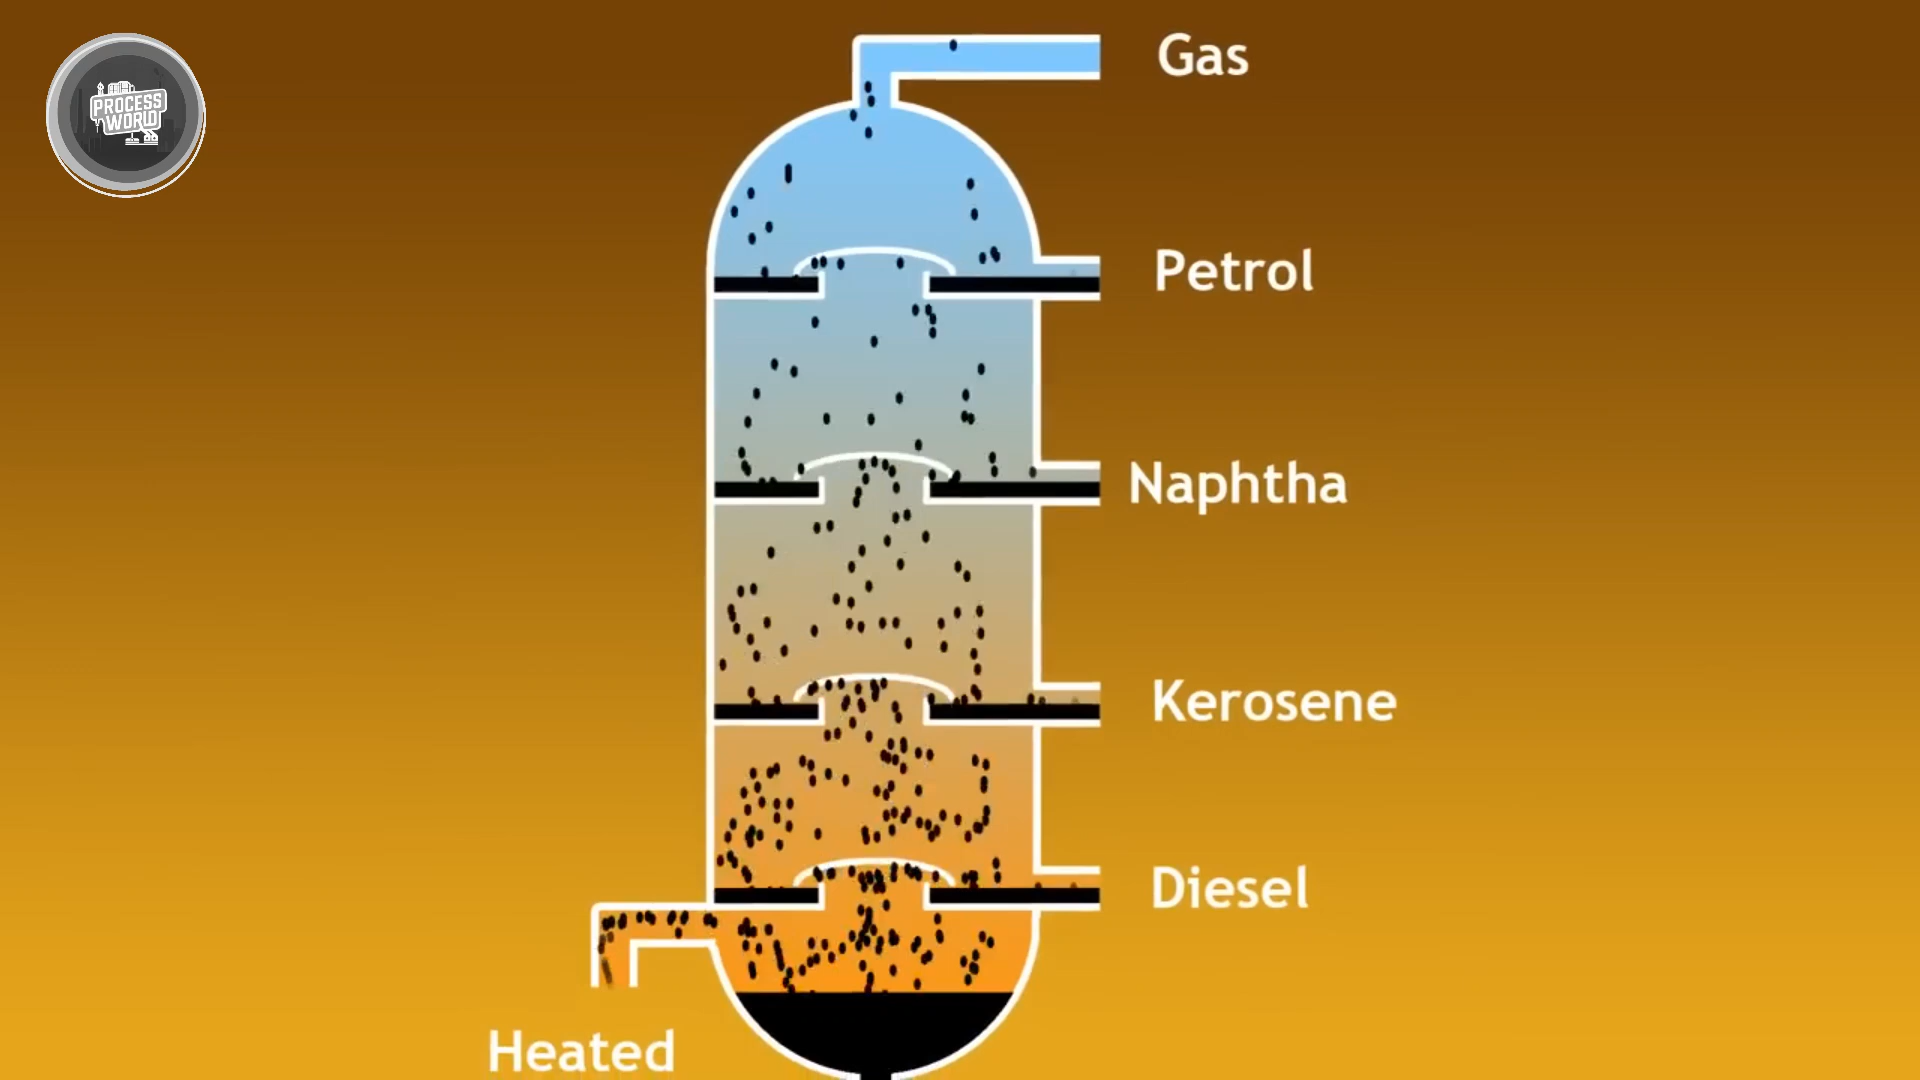 PROCESS
WORLD
Gas
Petrol
Naphtha
Kerosene
Diesel
Heated